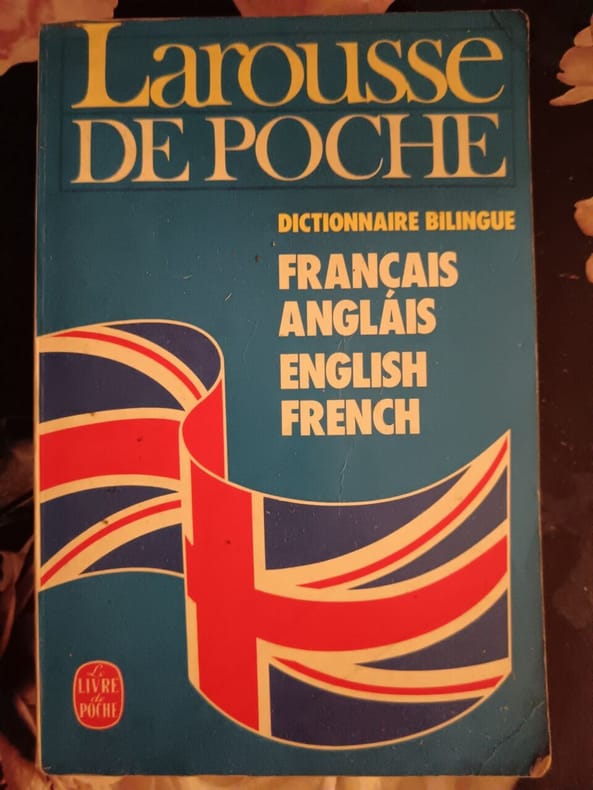 Larousse
DE POCHE
DICTIONNAIRE BILINGUE
FRANÇAIS
ANGLAIS
ENGLISH
FRENCH
Le
LIVRE
de
POCHE